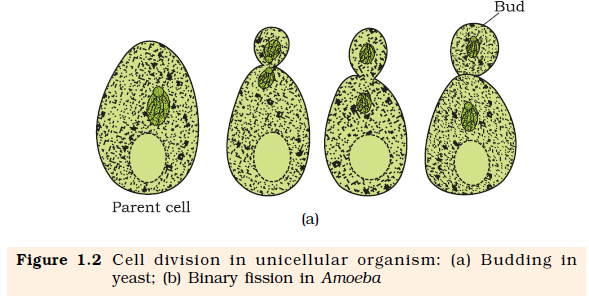 Bud
Parent cell
(a)
Figure 1.2 Cell division in unicellular organism: (a) Budding in
yeast; (b) Binary fission in Amoeba